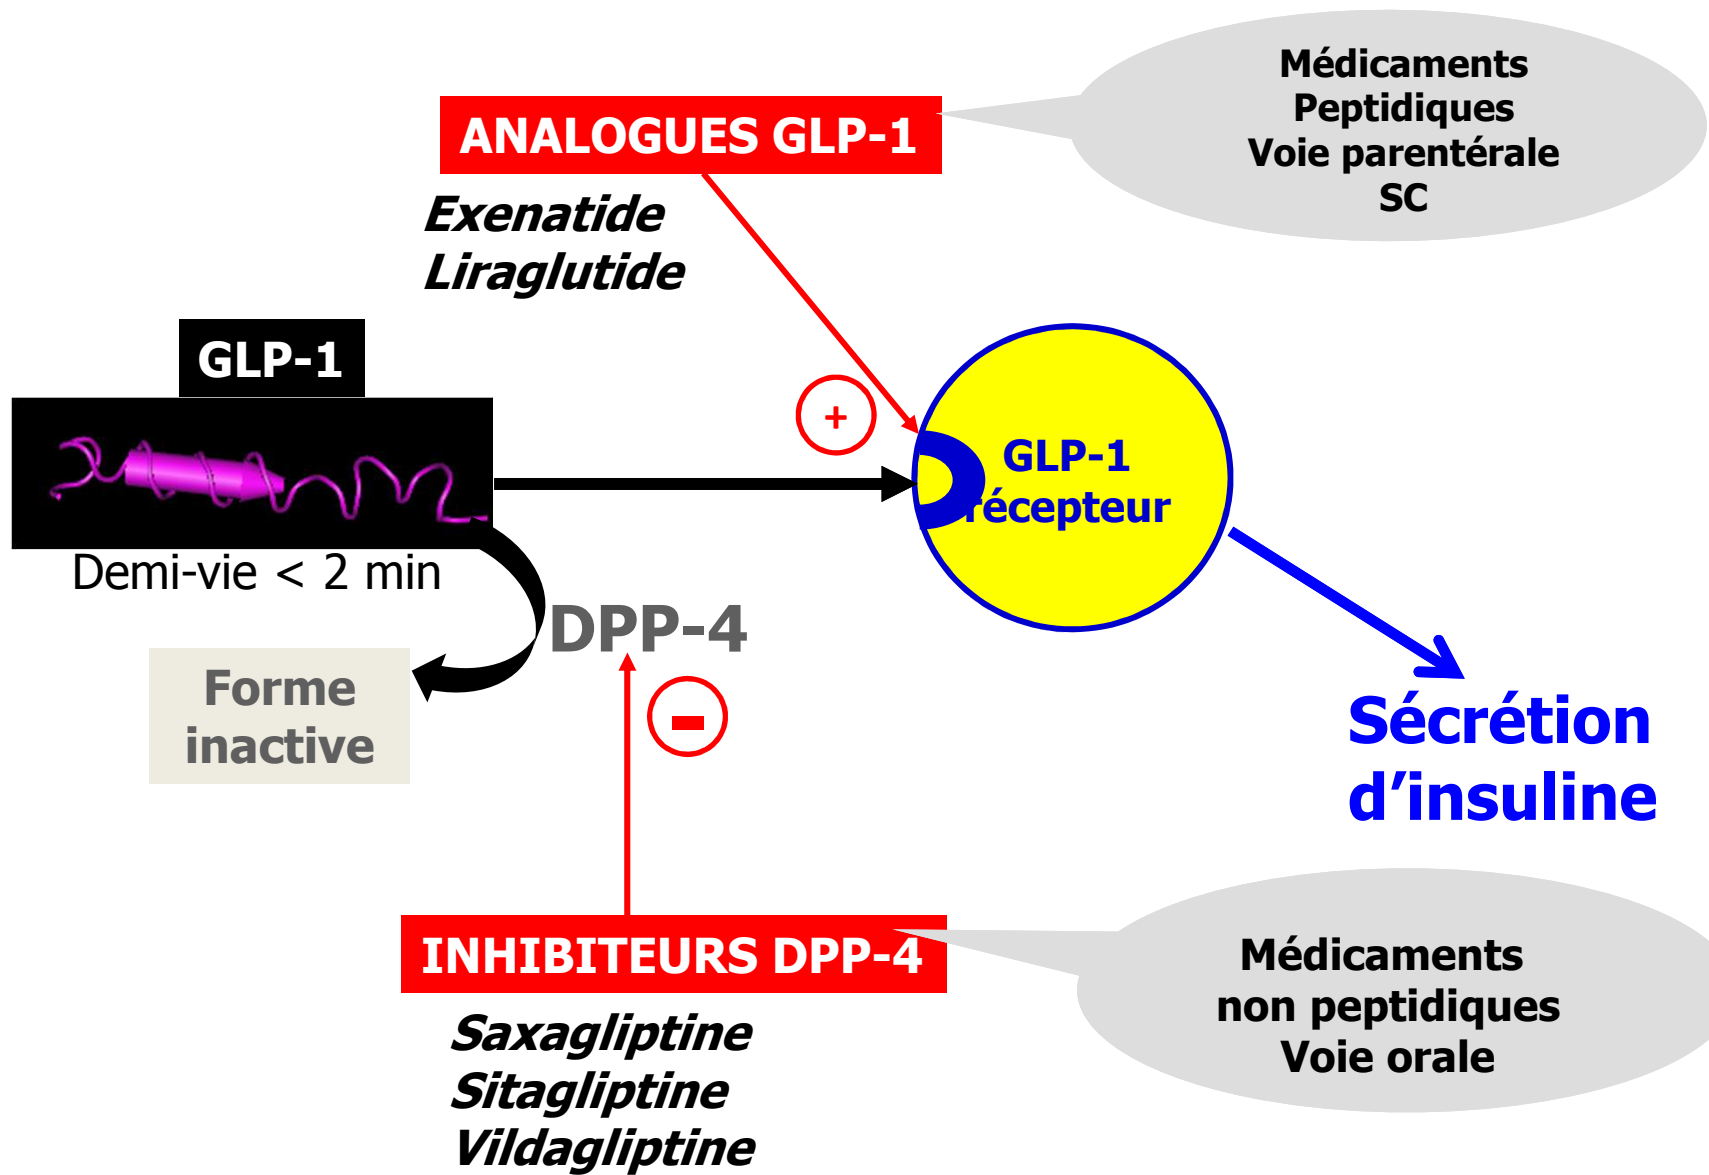 Médicaments
Peptidiques
Voie parentérale
SC
ANALOGUES GLP-1
Exenatide
Liraglutide
GLP-1
+
GLP-1
récepteur
Demi-vie < 2 min
DPP-4
Forme
inactive
-
Sécrétion
d’insuline
INHIBITEURS DPP-4
Médicaments
non peptidiques
Voie orale
Saxagliptine
Sitagliptine
Vildagliptine